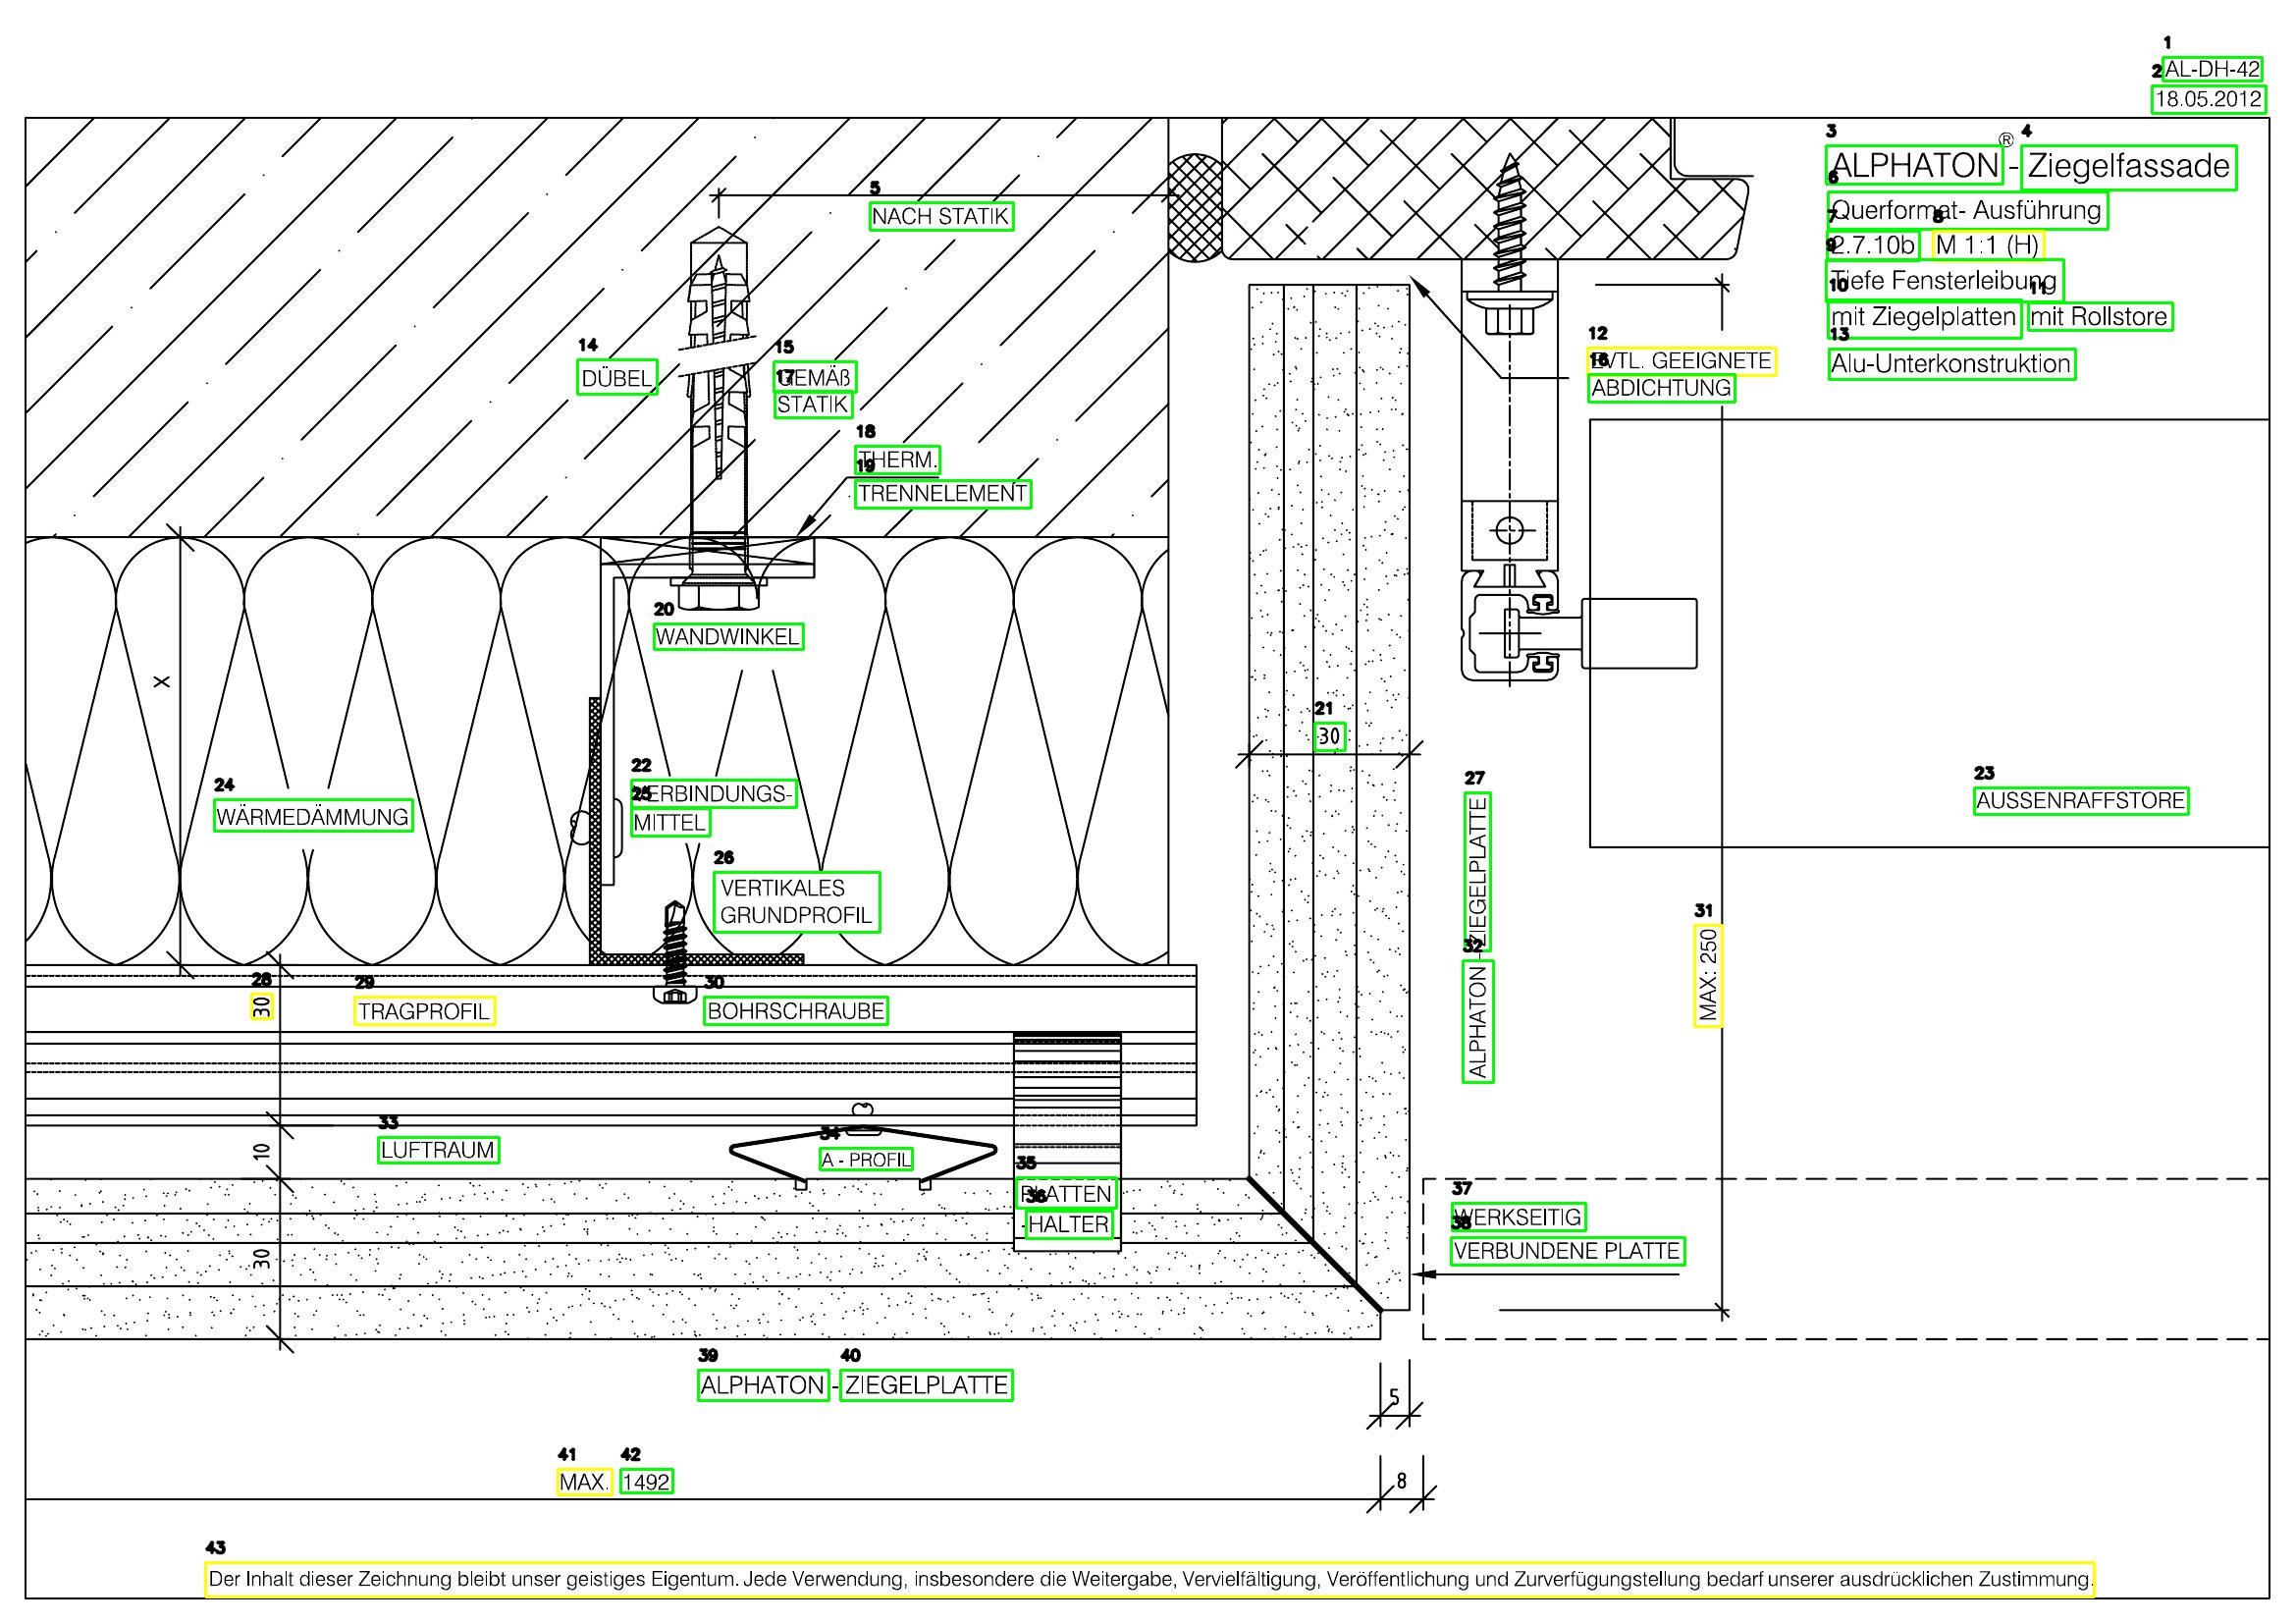 1
2 AL-DH-42
18.05.2012
3 4
ALPHATON® - Ziegelfassade
6
Querformat- Ausführung
7 8
2.7.10b M 1:1 (H)
9
Tiefe Fensterleibung
10 11
mit Ziegelplatten mit Rollstore
13
Alu-Unterkonstruktion
5
NACH STATIK
12
EVTL. GEEIGNETE
16
ABDICHTUNG
14
DÜBEL
15
GEMÄß
17
STATIK
18
THERM.
19
TRENNELEMENT
20
WANDWINKEL
X
21
30
22
VERBINDUNGS-
25
MITTEL
23
AUSSENRAFFSTORE
24
WÄRMEDÄMMUNG
26
VERTIKALES
GRUNDPROFIL
27
32
ALPHATON - ZIEGELPLATTE
28
30
29
TRAGPROFIL
30
BOHRSCHRAUBE
31
MAX: 250
33
LUFTRAUM
10
34
A - PROFIL
35
PLATTEN
36
-HALTER
37
WERKSEITIG
38
VERBUNDENE PLATTE
30
39 40
ALPHATON - ZIEGELPLATTE
5
41 42
MAX. 1492
8
43
Der Inhalt dieser Zeichnung bleibt unser geistiges Eigentum. Jede Verwendung, insbesondere die Weitergabe, Vervielfältigung, Veröffentlichung und Zurverfügungstellung bedarf unserer ausdrücklichen Zustimmung.